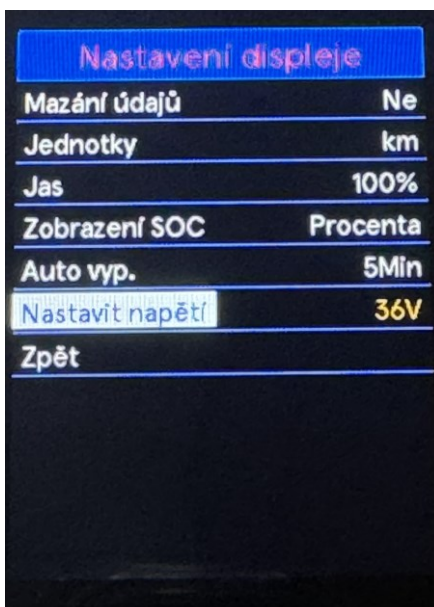 Nastavení displeje
Mazání údajů Ne
Jednotky km
Jas 100%
Zobrazení SOC Procenta
Auto vyp. 5Min
Nastavit napětí 36V
Zpět